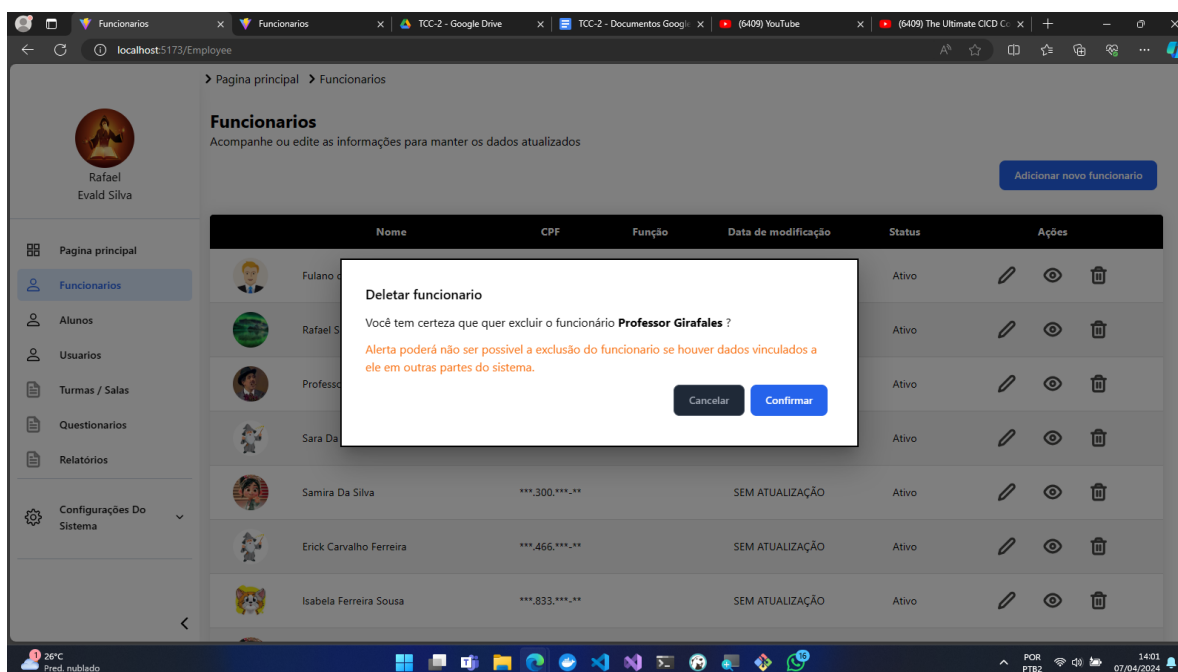 Funcionarios
Funcionarios
TCC-2 - Google Drive
TCC-2 - Documentos Google
(6409) YouTube
(6409) The Ultimate CICD Co
localhost:5173/Employee
Pagina principal
Funcionarios
Rafael
Evald Silva
Funcionarios
Acompanhe ou edite as informações para manter os dados atualizados
Adicionar novo funcionario
Pagina principal
Funcionarios
Alunos
Usuarios
Turmas / Salas
Questionarios
Relatórios
Configurações Do
Sistema
Nome CPF Função Data de modificação Status Ações
Fulano Ativo
Rafael S Ativo
Professo Ativo
Sara Da Ativo
Samira Da Silva ***.300.***-** SEM ATUALIZAÇÃO Ativo
Erick Carvalho Ferreira ***.466.***-** SEM ATUALIZAÇÃO Ativo
Isabela Ferreira Sousa ***.833.***-** SEM ATUALIZAÇÃO Ativo
Deletar funcionario
Você tem certeza que quer excluir o funcionário Professor Girafales ?
Alerta poderá não ser possivel a exclusão do funcionario se houver dados vinculados a
ele em outras partes do sistema.
Cancelar
Confirmar
1
26°C
Pred. nublado
16
POR
PTB2
14:01
07/04/2024